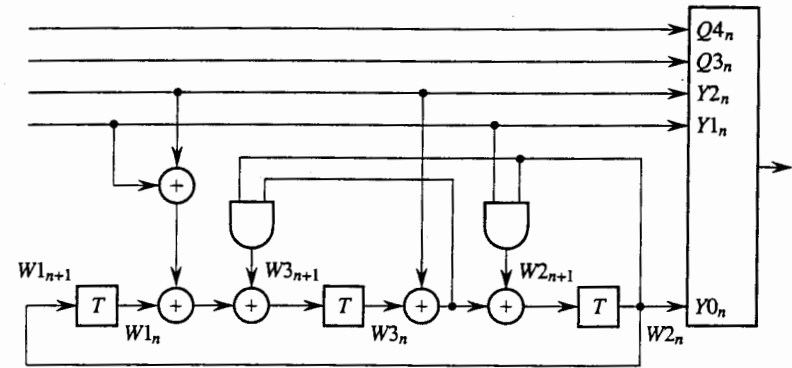 Q4n
Q3n
Y2n
Y1n
+
W1n+1
W3n+1
W2n+1
T
+
+
T
+
+
T
Y0n
W1n
W3n
W2n